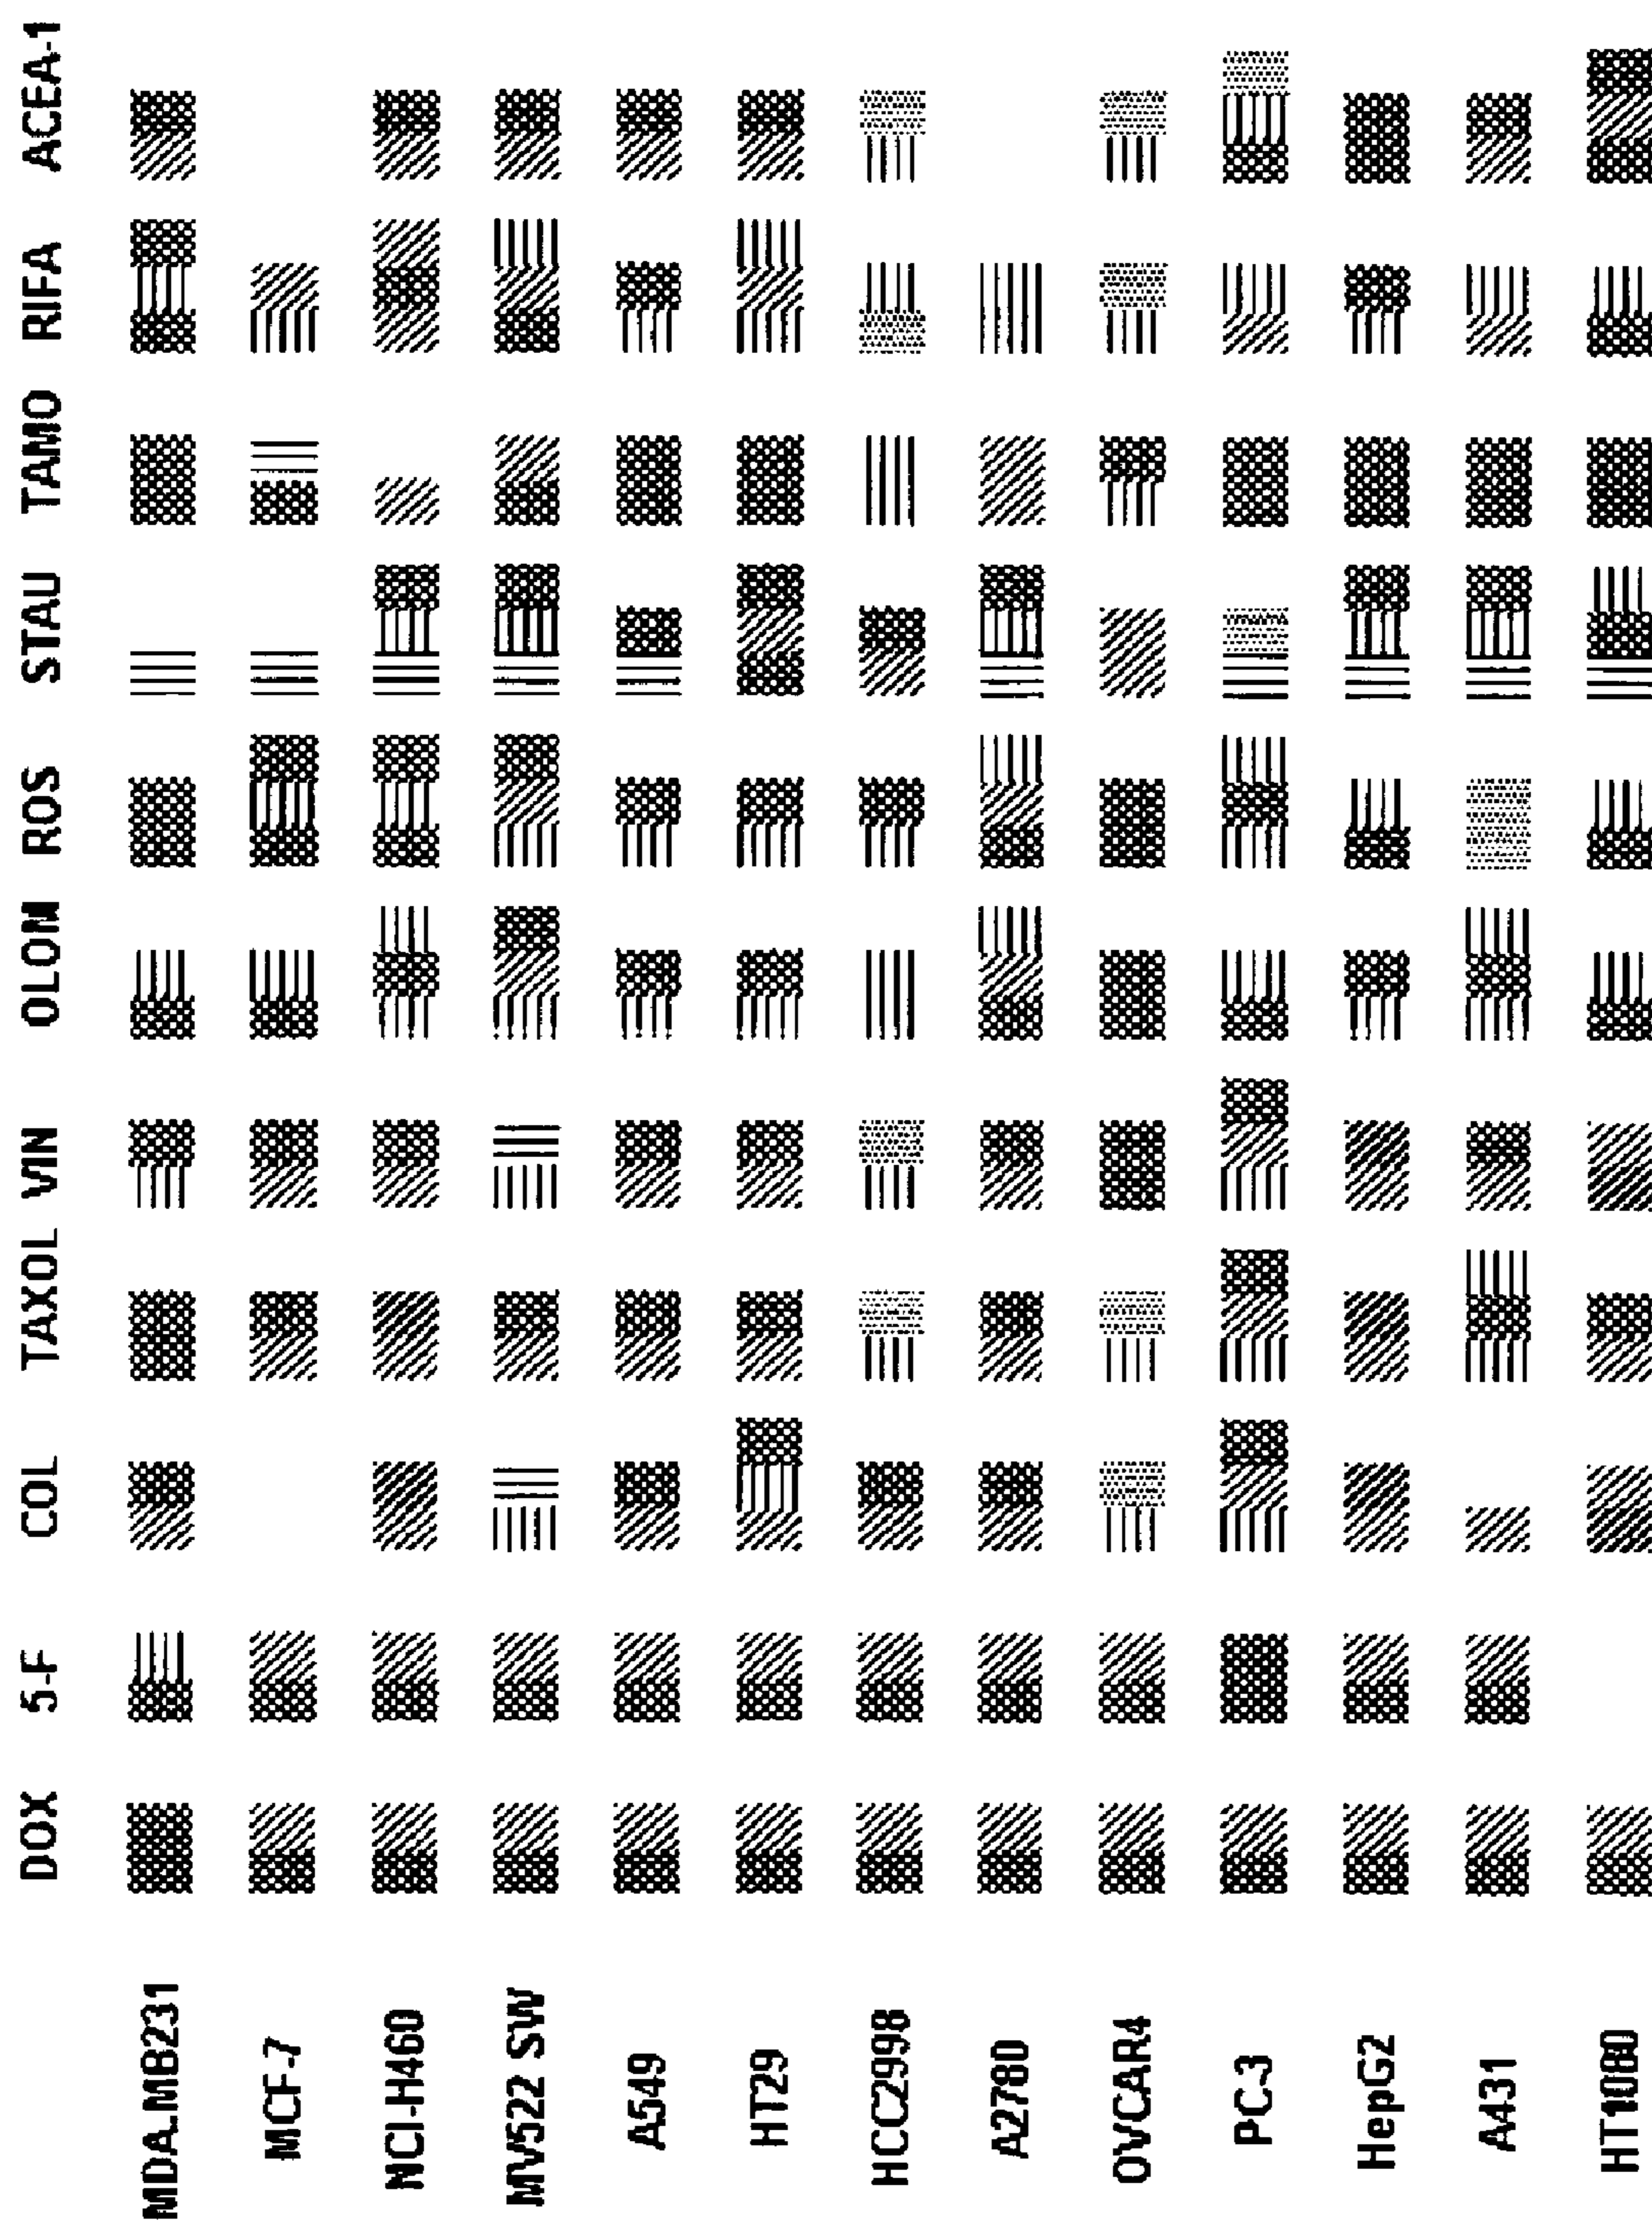 DOX 5-F COL TAXOL VIN OLOM ROS STAU TAMO RIFA ACEA-1
MDA.MB231
MCF-7
NCI-H460
MV522 SW
A549
HT29
HCC2998
A2780
OVCAR4
PC-3
HepG2
A431
HT1080